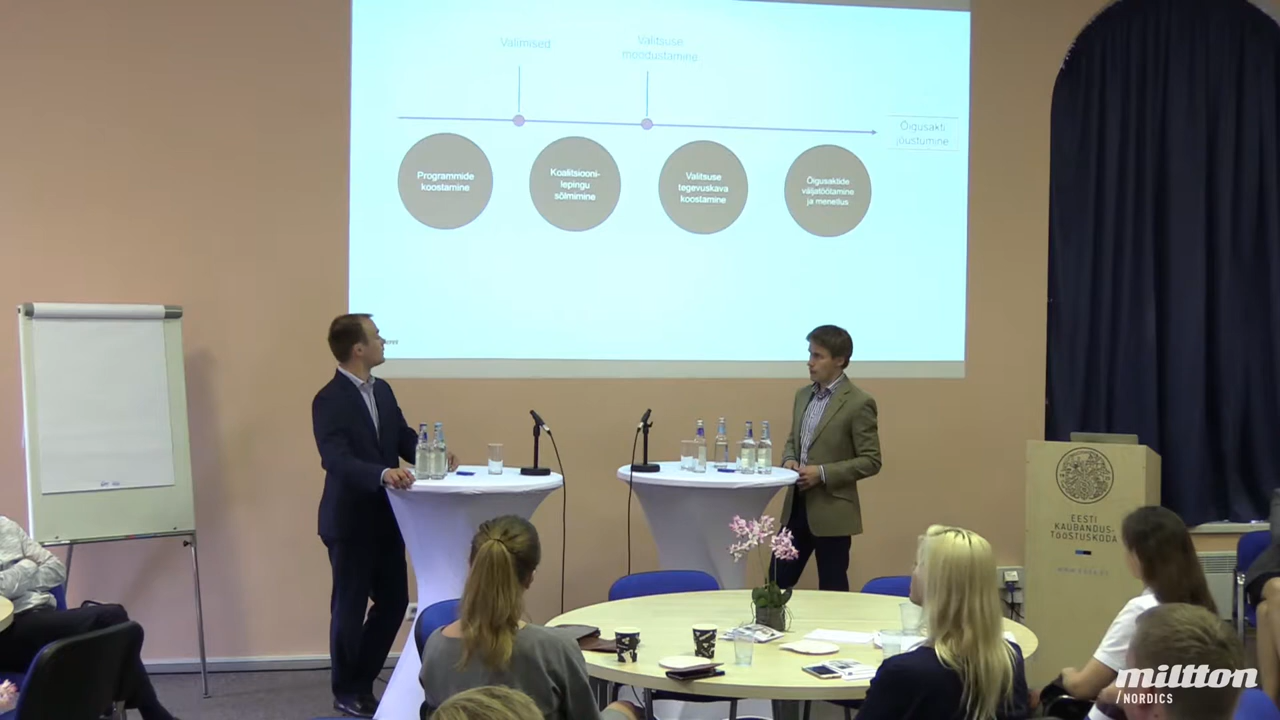 Valimised
Valitsuse
moodustamine
Õigusakti
jõustumine
Programmide
koostamine
Koalitsiooni-
lepingu
sõlmimine
Valitsuse
tegevuskava
koostamine
Õigusaktide
väljatöötamine
ja menetlus
EESTI
KAUBANDUS-
TÖÖSTUSKODA
miltton
/NORDICS